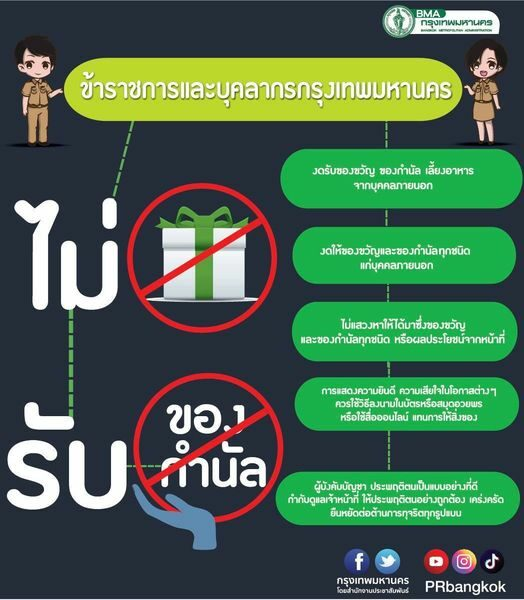 BMA
กรุงเทพมหานคร
BANGKOK METROPOLITAN ADMINISTRATION
ข้าราชการและบุคลากรกรุงเทพมหานคร
ไม่
รับ
ของ
กำนัล
งดรับของขวัญ ของกำนัล เลี้ยงอาหาร
จากบุคคลภายนอก
งดให้ของขวัญและของกำนัลทุกชนิด
แก่บุคคลภายนอก
ไม่แสวงหาให้ได้มาซึ่งของขวัญ
และของกำนัลทุกชนิด หรือผลประโยชน์จากหน้าที่
การแสดงความยินดี ความเสียใจในโอกาสต่างๆ
ควรใช้วิธีลงนามในบัตรหรือสมุดอวยพร
หรือใช้สื่อออนไลน์ แทนการให้สิ่งของ
ผู้บังคับบัญชา ประพฤติตนเป็นแบบอย่างที่ดี
กำกับดูแลเจ้าหน้าที่ ให้ประพฤติตนอย่างถูกต้อง เคร่งครัด
ยืนหยัดต่อต้านการทุจริตทุกรูปแบบ
กรุงเทพมหานคร
โดยสำนักงานประชาสัมพันธ์
PRbangkok